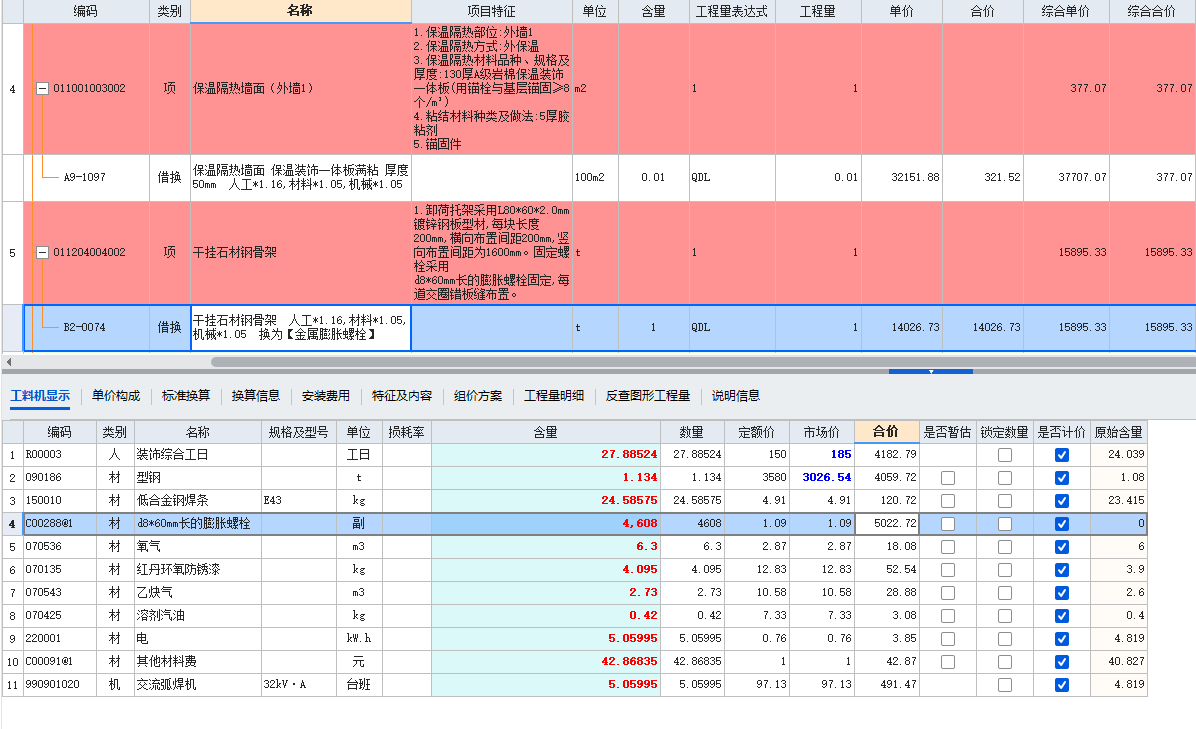 编码 类别 名称 项目特征 单位 含量 工程量表达式 工程量 单价 合价 综合单价 综合合价
1.保温隔热部位:外墙1
2.保温隔热方式:外保温
3.保温隔热材料品种、规格及
厚度:130厚A级岩棉保温装饰
4 011001003002 项 保温隔热墙面(外墙1) 一体板(用锚栓与基层锚固≥8 m2 1 1 377.07 377.07
个/m²)
4.粘结材料种类及做法:5厚胶
粘剂
5.锚固件
A9-1097 借换 保温隔热墙面 保温装饰一体板满粘 厚度 100m2 0.01 QDL 0.01 32151.88 321.52 37707.07 377.07
50mm 人工*1.16,材料*1.05,机械*1.05
1.卸荷托架采用L80*60*2.0mm
镀锌钢板型材,每块长度
200mm,横向布置间距200mm,竖
5 011204004002 项 干挂石材钢骨架 向布置间距为1600mm。固定螺 t 1 1 15895.33 15895.33
栓采用
d8*60mm长的膨胀螺栓固定,每
道交圈错板缝布置。
B2-0074 借换 干挂石材钢骨架 人工*1.16,材料*1.05, t 1 QDL 1 14026.73 14026.73 15895.33 15895.33
机械*1.05 换为【金属膨胀螺栓】
工料机显示 单价构成 标准换算 换算信息 安装费用 特征及内容 组价方案 工程量明细 反查图形工程量 说明信息
编码 类别 名称 规格及型号 单位 损耗率 含量 数量 定额价 市场价 合价 是否暂估 锁定数量 是否计价 原始含量
1 R00003 人 装饰综合工日 工日 27.88524 27.88524 150 185 4182.79 24.039
2 090186 材 型钢 t 1.134 1.134 3580 3026.54 4059.72 1.08
3 150010 材 低合金钢焊条 E43 kg 24.58575 24.58575 4.91 4.91 120.72 23.415
4 C00288@1 材 d8*60mm长的膨胀螺栓 副 4,608 4608 1.09 1.09 5022.72 0
5 070536 材 氧气 m3 6.3 6.3 2.87 2.87 18.08 6
6 070135 材 红丹环氧防锈漆 kg 4.095 4.095 12.83 12.83 52.54 3.9
7 070543 材 乙炔气 m3 2.73 2.73 10.58 10.58 28.88 2.6
8 070425 材 溶剂汽油 kg 0.42 0.42 7.33 7.33 3.08 0.4
9 220001 材 电 kW.h 5.05995 5.05995 0.76 0.76 3.85 4.819
10 C00091@1 材 其他材料费 元 42.86835 42.86835 1 1 42.87 40.827
11 990901020 机 交流弧焊机 32kV·A 台班 5.05995 5.05995 97.13 97.13 491.47 4.819